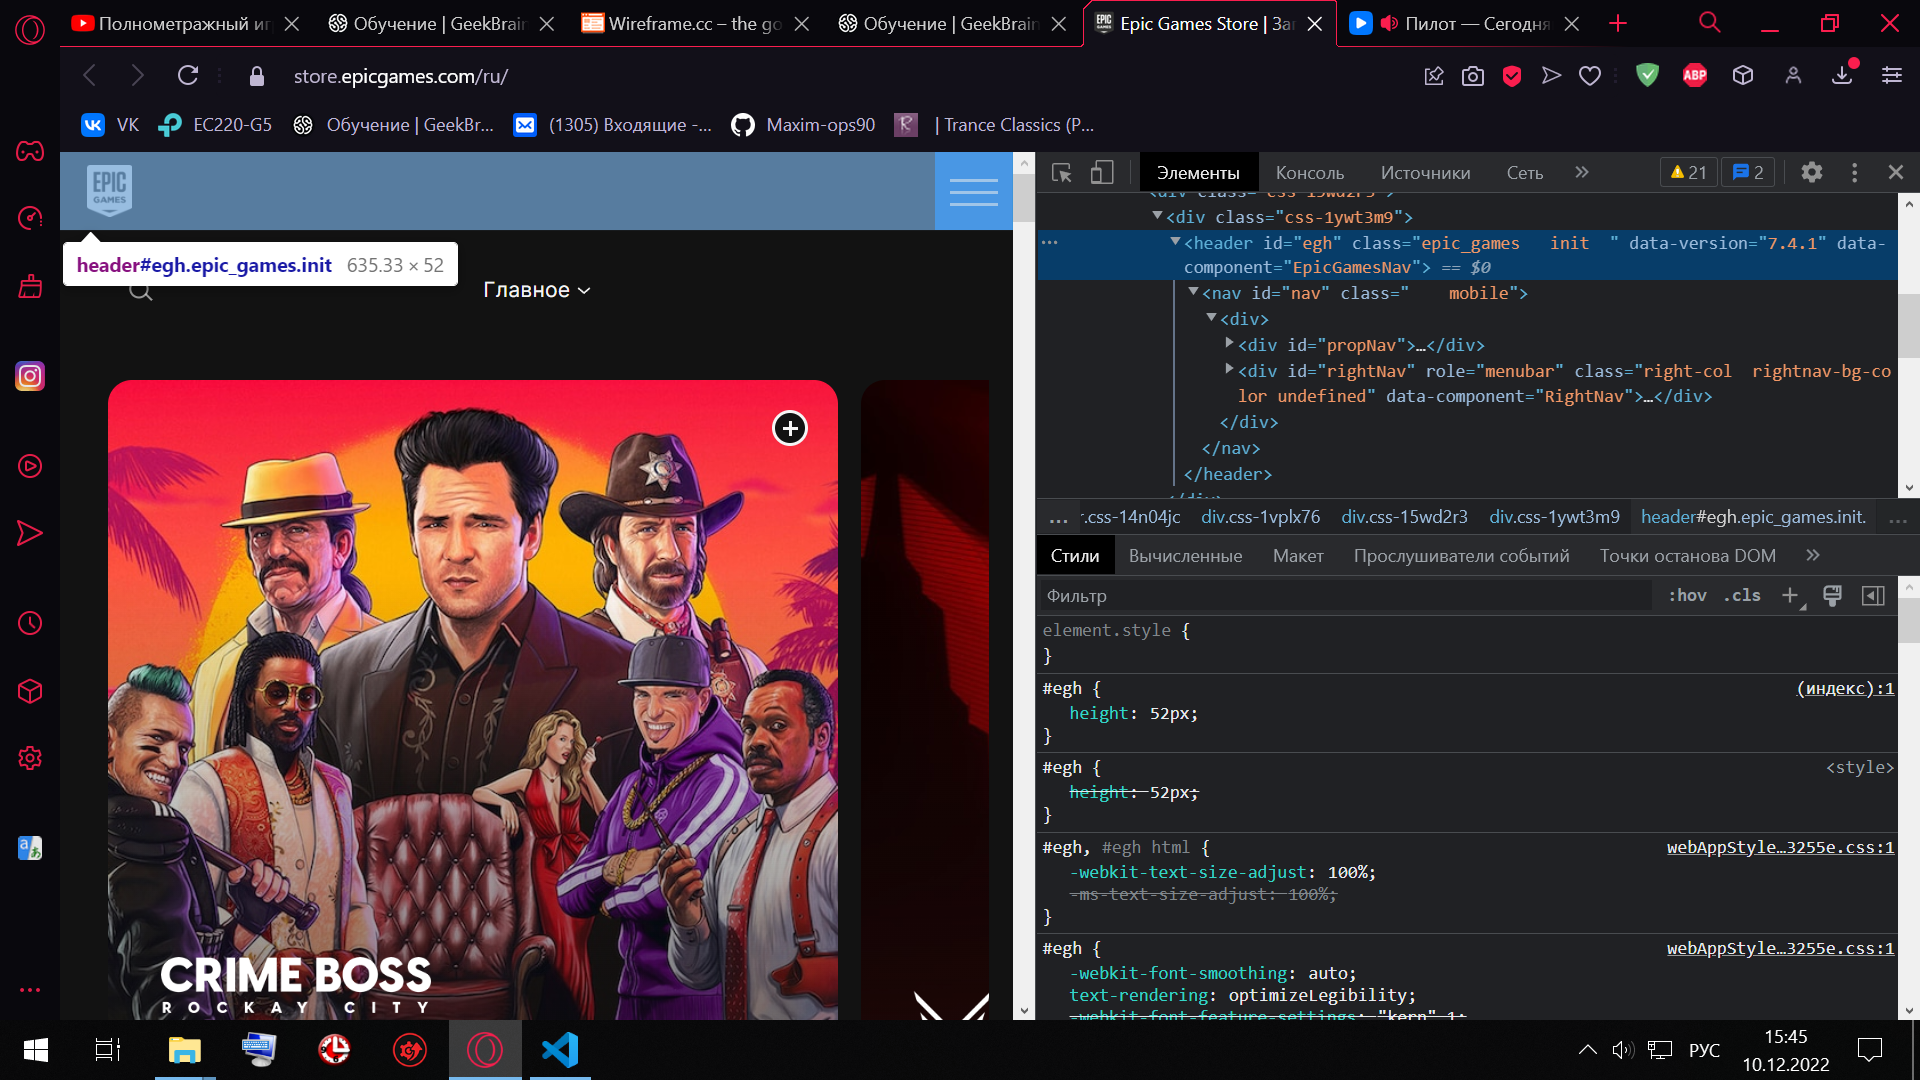 Полнометражный иг
Обучение | GeekBrain
Wireframe.cc – the go
Обучение | GeekBrain
Epic Games Store | Заг
Пилот — Сегодня
store.epicgames.com/ru/
ABP
VK
EC220-G5
Обучение | GeekBr...
(1305) Входящие -...
Maxim-ops90
| Trance Classics (P...
EPIC
GAMES
header#egh.epic_games.init 635.33 × 52
Главное
CRIME BOSS
ROCKAY CITY
Элементы
Консоль
Источники
Сеть
21
2
<div class="css-15wd2r3">
<div class="css-1ywt3m9">
<header id="egh" class="epic_games   init  " data-version="7.4.1" data-
component="EpicGamesNav"> == $0
<nav id="nav" class="    mobile">
<div>
<div id="propNav">…</div>
<div id="rightNav" role="menubar" class="right-col  rightnav-bg-co
lor undefined" data-component="RightNav">…</div>
</div>
</nav>
</header>
</div>
... r.css-14n04jc div.css-1vplx76 div.css-15wd2r3 div.css-1ywt3m9 header#egh.epic_games.init. ...
Стили
Вычисленные
Макет
Прослушиватели событий
Точки останова DOM
Фильтр
:hov .cls
element.style {
}
#egh {
(индекс):1
height: 52px;
}
#egh {
<style>
height: 52px;
}
#egh, #egh html {
webAppStyle…3255e.css:1
-webkit-text-size-adjust: 100%;
-ms-text-size-adjust: 100%;
}
#egh {
webAppStyle…3255e.css:1
-webkit-font-smoothing: auto;
text-rendering: optimizeLegibility;
-webkit-font-feature-settings: "kern" 1;
РУС
15:45
10.12.2022